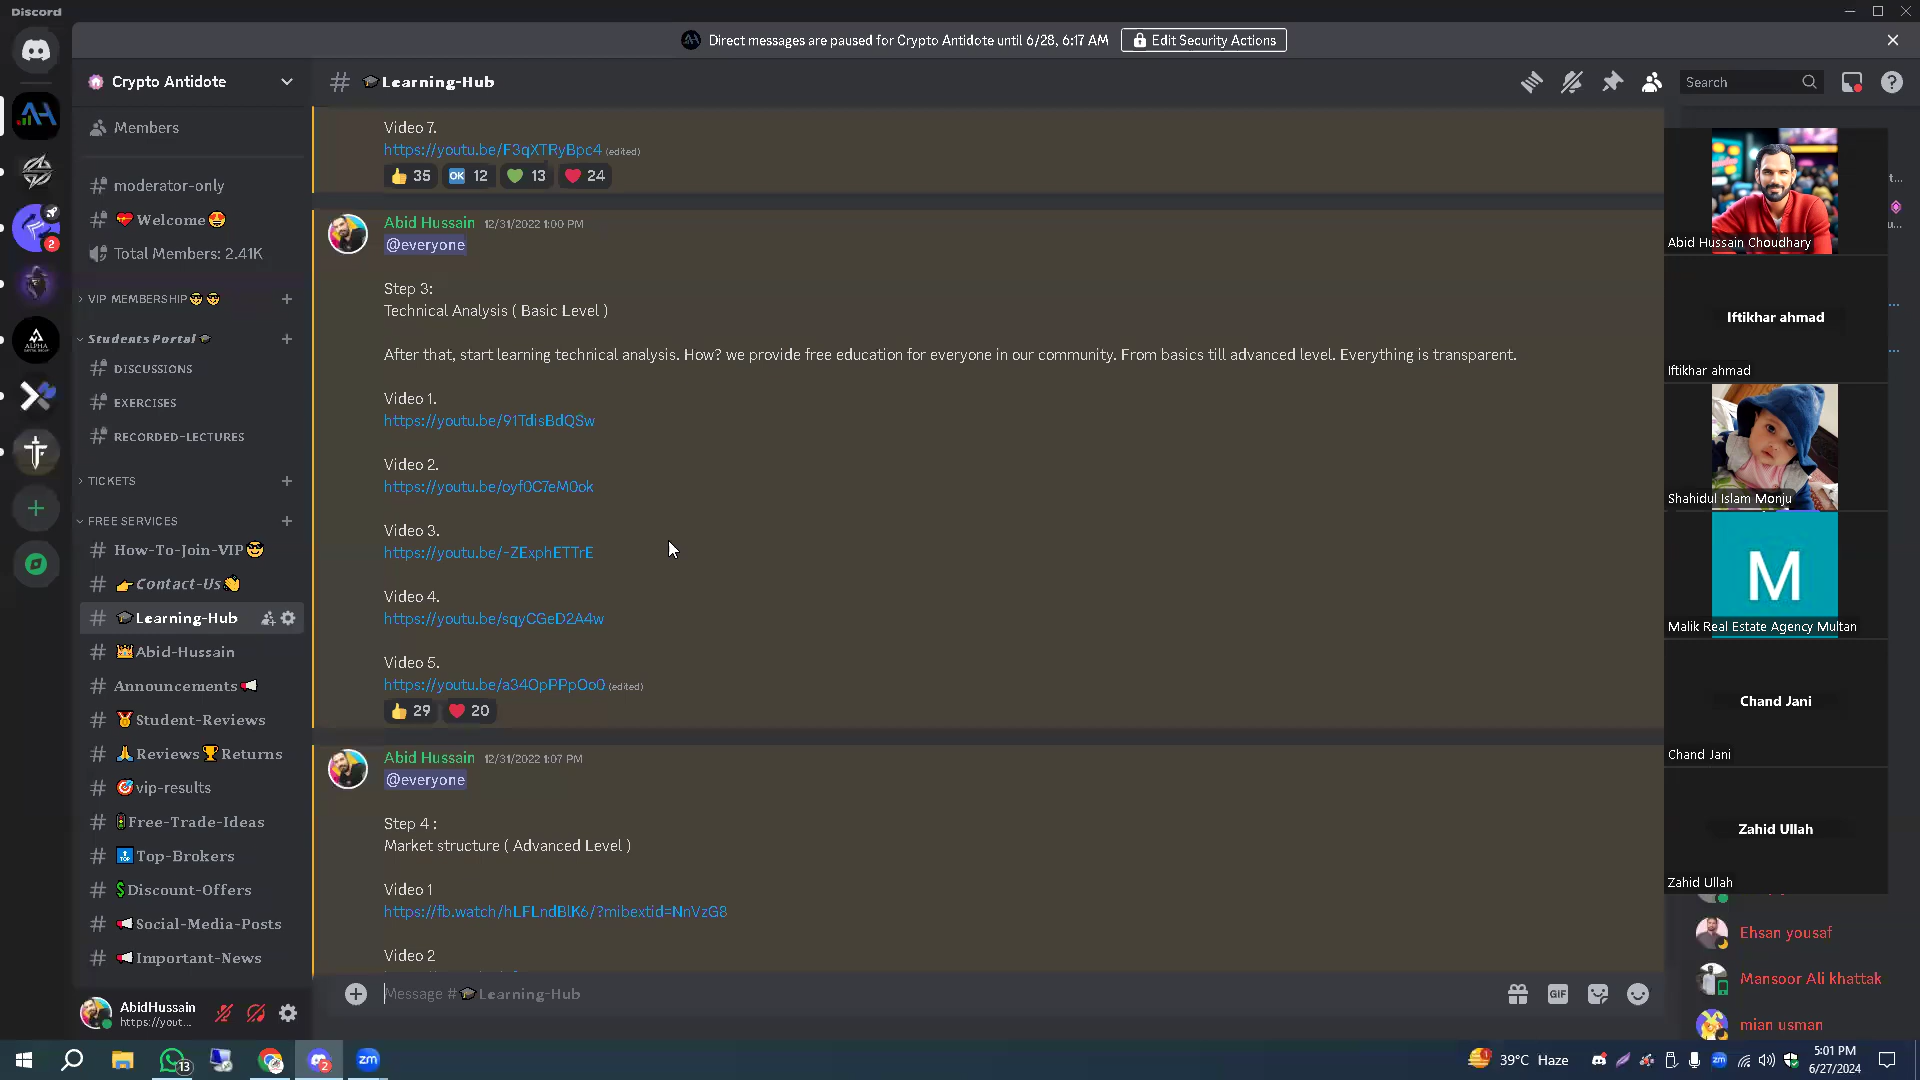 Discord
Direct messages are paused for Crypto Antidote until 6/28, 6:17 AM
Edit Security Actions
Crypto Antidote
🎓Learning-Hub
Search
Members
moderator-only
💝Welcome😍
Total Members: 2.41K
VIP MEMBERSHIP😎😎
Students Portal🎓
DISCUSSIONS
EXERCISES
RECORDED-LECTURES
TICKETS
FREE SERVICES
How-To-Join-VIP😎
👉Contact-Us👋
🎓Learning-Hub
👑Abid-Hussain
Announcements📢
🏅Student-Reviews
🙏Reviews🏆Returns
🎯vip-results
🚦Free-Trade-Ideas
🔝Top-Brokers
💲Discount-Offers
📢Social-Media-Posts
📢Important-News
AbidHussain
https://yout...
ALPHA
2
Video 7.
https://youtu.be/F3qXTRyBpc4 (edited)
👍 35 🆗 12 💚 13 ❤️ 24
Abid Hussain 12/31/2022 1:00 PM
@everyone
Step 3:
Technical Analysis ( Basic Level )
After that, start learning technical analysis. How? we provide free education for everyone in our community. From basics till advanced level. Everything is transparent.
Video 1.
https://youtu.be/91TdisBdQSw
Video 2.
https://youtu.be/oyf0C7eM0ok
Video 3.
https://youtu.be/-ZExphETTrE
Video 4.
https://youtu.be/sqyCGeD2A4w
Video 5.
https://youtu.be/a34OpPPpOo0 (edited)
👍 29 ❤️ 20
Abid Hussain 12/31/2022 1:07 PM
@everyone
Step 4 :
Market structure ( Advanced Level )
Video 1
https://fb.watch/hLFLndBlK6/?mibextid=NnVzG8
Video 2
Message #🎓Learning-Hub
GIF
Abid Hussain Choudhary
Iftikhar ahmad
Iftikhar ahmad
Shahidul Islam Monju
M
Malik Real Estate Agency Multan
Chand Jani
Chand Jani
Zahid Ullah
Zahid Ullah
Ehsan yousaf
Mansoor Ali khattak
mian usman
13
2
zm
39°C Haze
5:01 PM
6/27/2024